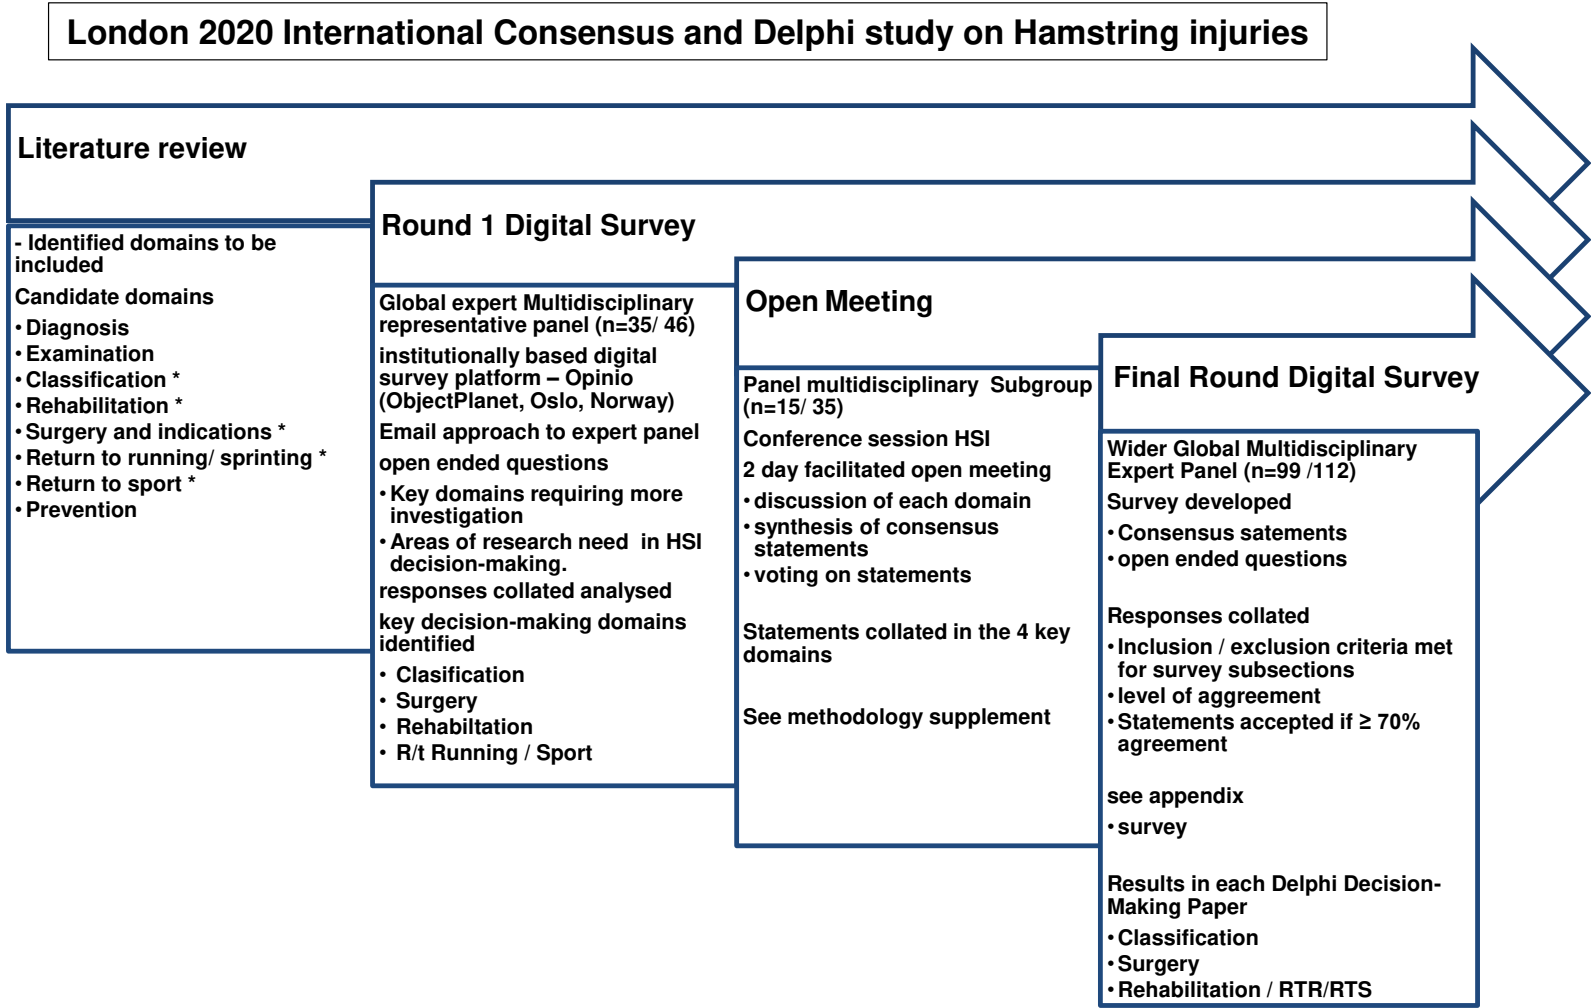 London 2020 International Consensus and Delphi study on Hamstring injuries
Literature review
- Identified domains to be
included
Candidate domains
• Diagnosis
• Examination
• Classification *
• Rehabilitation *
• Surgery and indications *
• Return to running/ sprinting *
• Return to sport *
• Prevention
Round 1 Digital Survey
Global expert Multidisciplinary
representative panel (n=35/ 46)
institutionally based digital
survey platform – Opinio
(ObjectPlanet, Oslo, Norway)
Email approach to expert panel
open ended questions
• Key domains requiring more
investigation
• Areas of research need in HSI
decision-making.
responses collated analysed
key decision-making domains
identified
• Clasification
• Surgery
• Rehabiltation
• R/t Running / Sport
Open Meeting
Panel multidisciplinary Subgroup
(n=15/ 35)
Conference session HSI
2 day facilitated open meeting
• discussion of each domain
• synthesis of consensus
statements
• voting on statements
Statements collated in the 4 key
domains
See methodology supplement
Final Round Digital Survey
Wider Global Multidisciplinary
Expert Panel (n=99 /112)
Survey developed
• Consensus satements
• open ended questions
Responses collated
• Inclusion / exclusion criteria met
for survey subsections
• level of aggreement
• Statements accepted if ≥ 70%
agreement
see appendix
• survey
Results in each Delphi Decision-
Making Paper
• Classification
• Surgery
• Rehabilitation / RTR/RTS